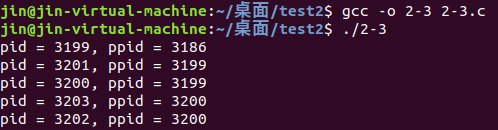 jin@jin-virtual-machine:~/桌面/test2$ gcc -o 2-3 2-3.c
jin@jin-virtual-machine:~/桌面/test2$ ./2-3
pid = 3199, ppid = 3186
pid = 3201, ppid = 3199
pid = 3200, ppid = 3199
pid = 3203, ppid = 3200
pid = 3202, ppid = 3200